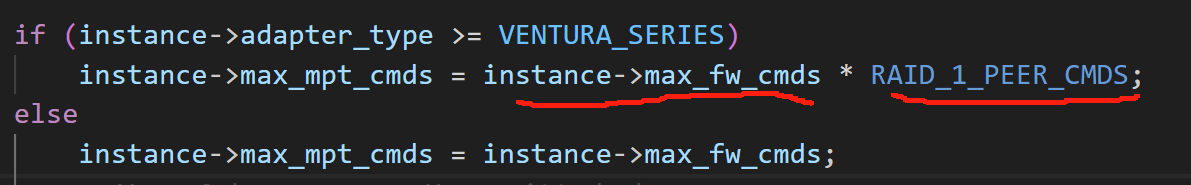 if (instance->adapter_type >= VENTURA_SERIES)
instance->max_mpt_cmds = instance->max_fw_cmds * RAID_1_PEER_CMDS;
else
instance->max_mpt_cmds = instance->max_fw_cmds;